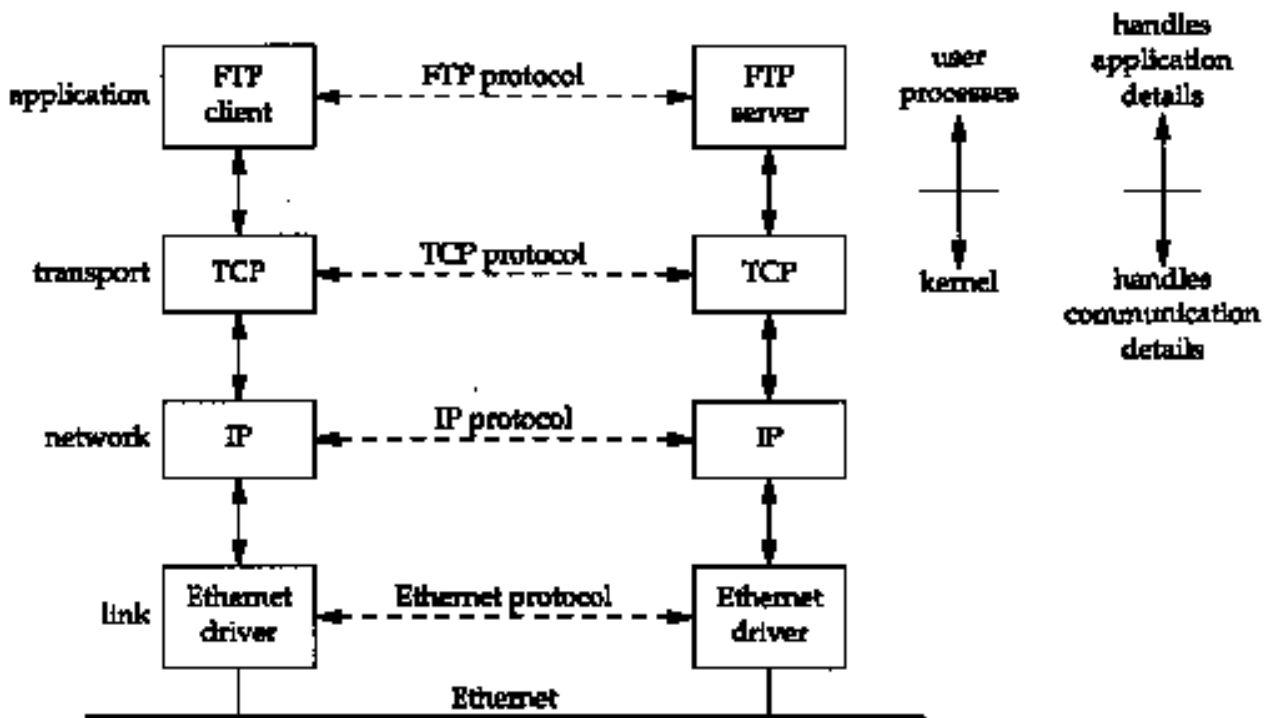 application
FTP
client
FTP protocol
FTP
server
user
processes
handles
application
details
transport
TCP
TCP protocol
TCP
kernel
handles
communication
details
network
IP
IP protocol
IP
link
Ethernet
driver
Ethernet protocol
Ethernet
driver
Ethernet